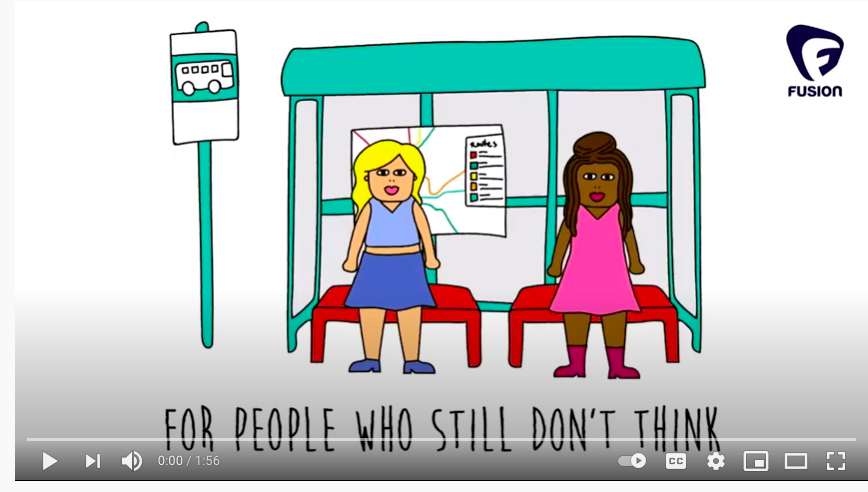 FUSION
Routes
FOR PEOPLE WHO STILL DON'T THINK
0:00 / 1:56
CC